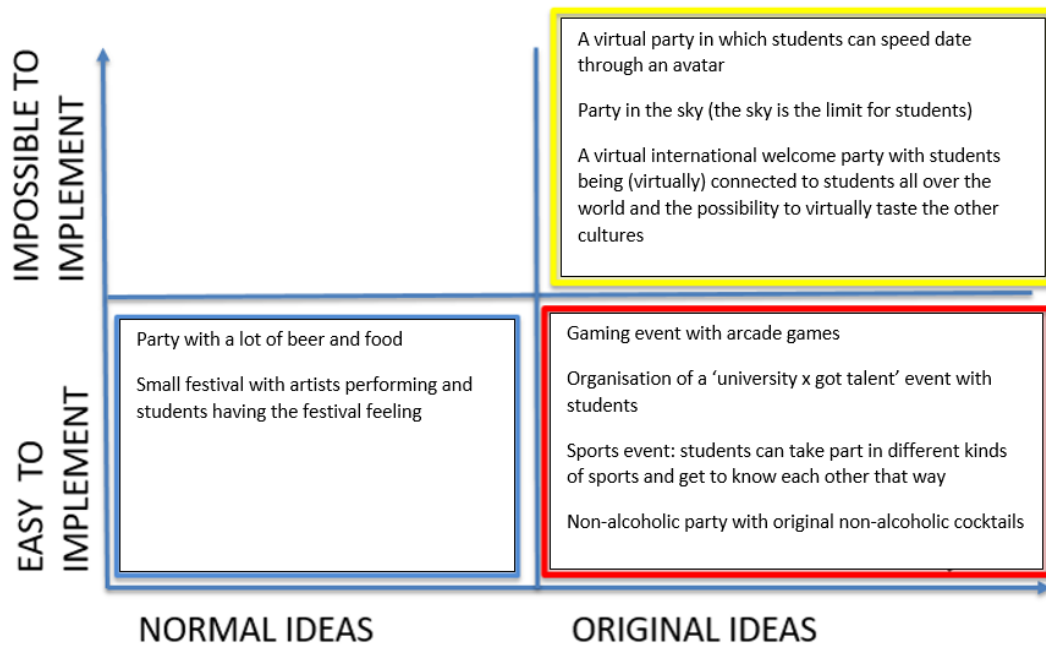 IMPOSSIBLE TO
IMPLEMENT
A virtual party in which students can speed date
through an avatar
Party in the sky (the sky is the limit for students)
A virtual international welcome party with students
being (virtually) connected to students all over the
world and the possibility to virtually taste the other
cultures
EASY TO
IMPLEMENT
Party with a lot of beer and food
Small festival with artists performing and
students having the festival feeling
Gaming event with arcade games
Organisation of a ‘university x got talent’ event with
students
Sports event: students can take part in different kinds
of sports and get to know each other that way
Non-alcoholic party with original non-alcoholic cocktails
NORMAL IDEAS
ORIGINAL IDEAS